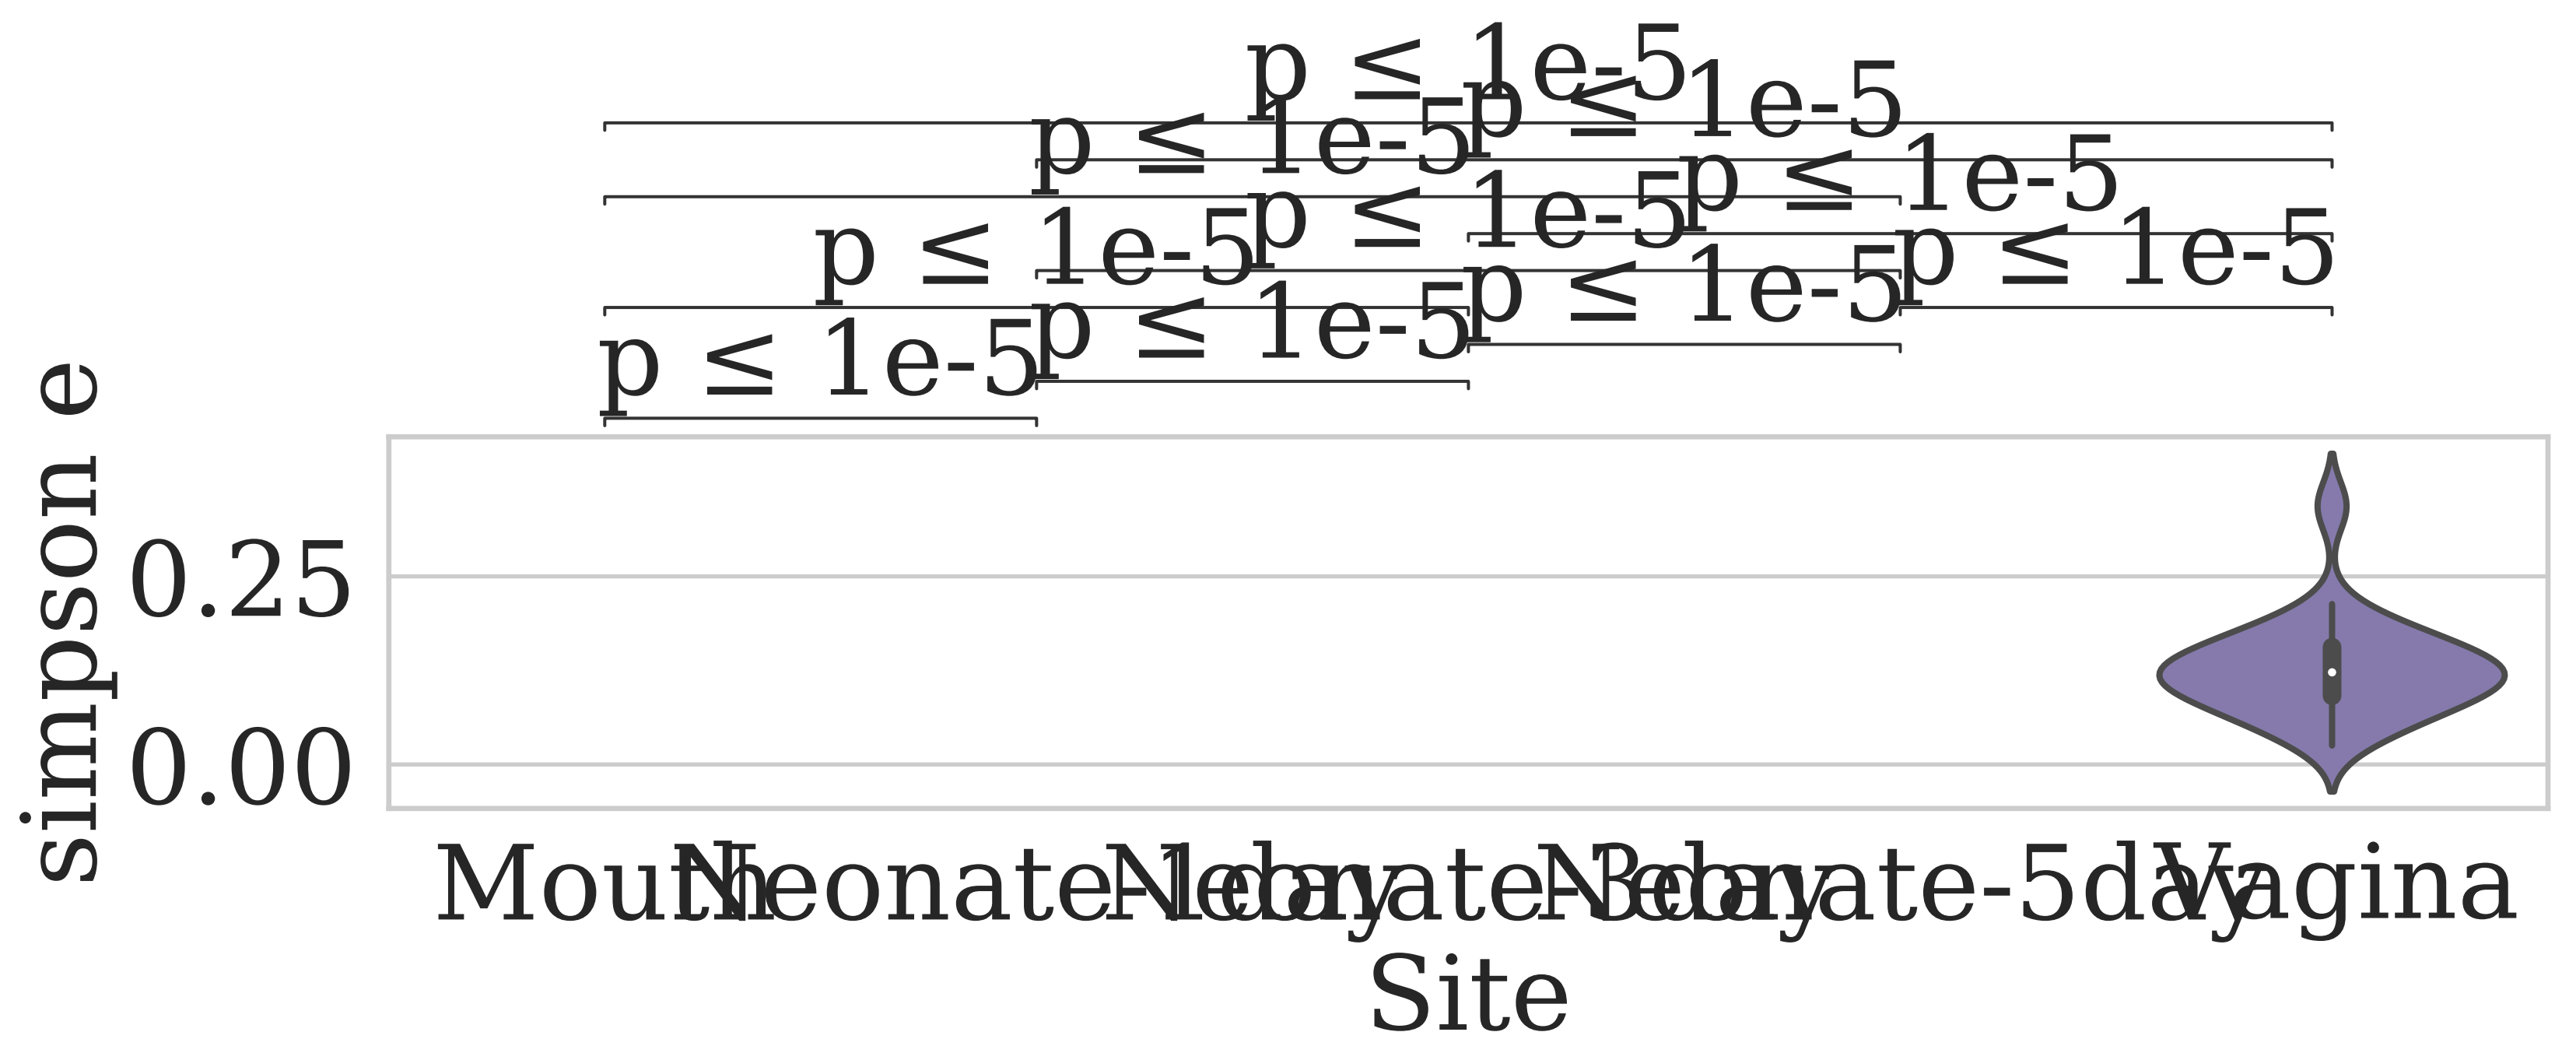 p ≤ 1e-5
p ≤ 1e-5
p ≤ 1e-5
p ≤ 1e-5
p ≤ 1e-5
p ≤ 1e-5
p ≤ 1e-5
p ≤ 1e-5
p ≤ 1e-5
p ≤ 1e-5
simpson e
0.25
0.00
Mouth Neonate-1day Neonate-3day Neonate-5day Vagina
Site